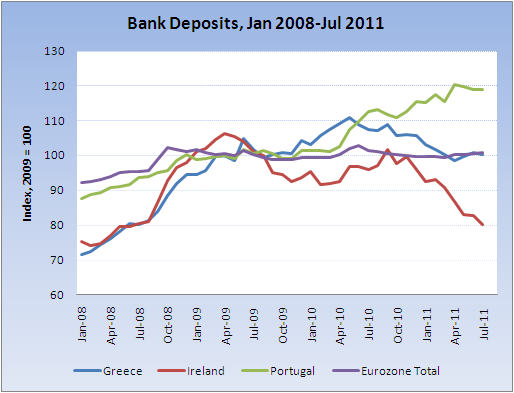 Bank Deposits, Jan 2008-Jul 2011
Index, 2009 = 100
130
120
110
100
90
80
70
60
Jan-08
Apr-08
Jul-08
Oct-08
Jan-09
Apr-09
Jul-09
Oct-09
Jan-10
Apr-10
Jul-10
Oct-10
Jan-11
Apr-11
Jul-11
Greece Ireland Portugal Eurozone Total